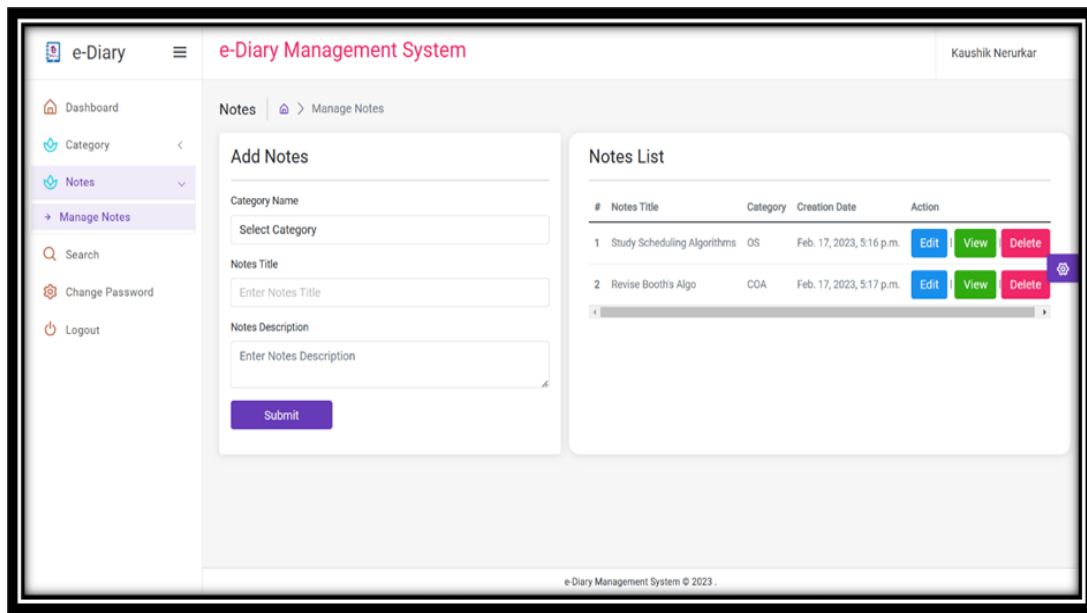 e-Diary
e-Diary Management System
Kaushik Nerurkar
Dashboard
Category
Notes
Manage Notes
Search
Change Password
Logout
Notes
Manage Notes
Add Notes
Category Name
Select Category
Notes Title
Enter Notes Title
Notes Description
Enter Notes Description
Submit
Notes List
# Notes Title Category Creation Date Action
1 Study Scheduling Algorithms OS Feb. 17, 2023, 5:16 p.m. Edit | View | Delete
2 Revise Booth's Algo COA Feb. 17, 2023, 5:17 p.m. Edit | View | Delete
e-Diary Management System © 2023 .